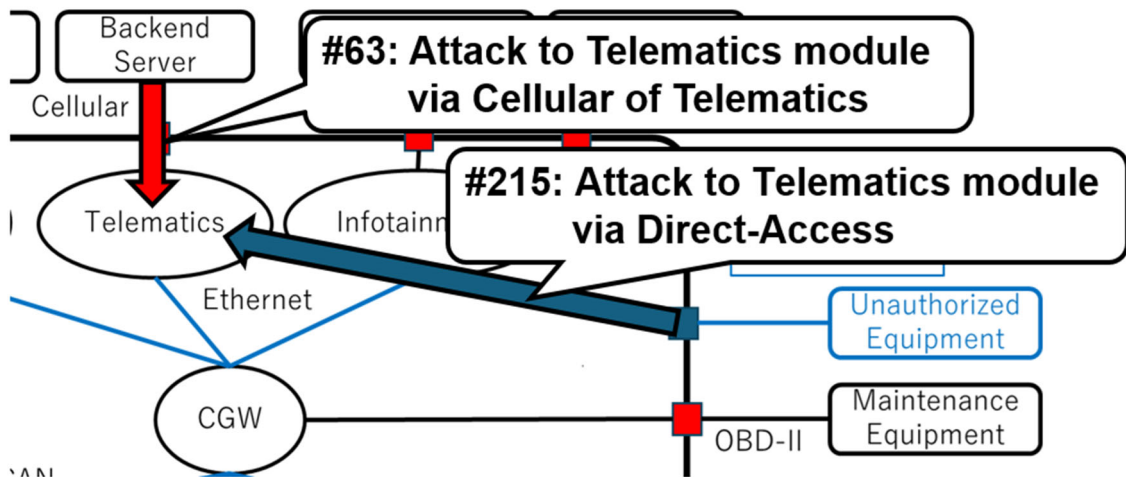 Backend
Server
#63: Attack to Telematics module
via Cellular of Telematics
Cellular
#215: Attack to Telematics module
via Direct-Access
Telematics
Ethernet
Unauthorized
Equipment
CGW
Maintenance
Equipment
OBD-II